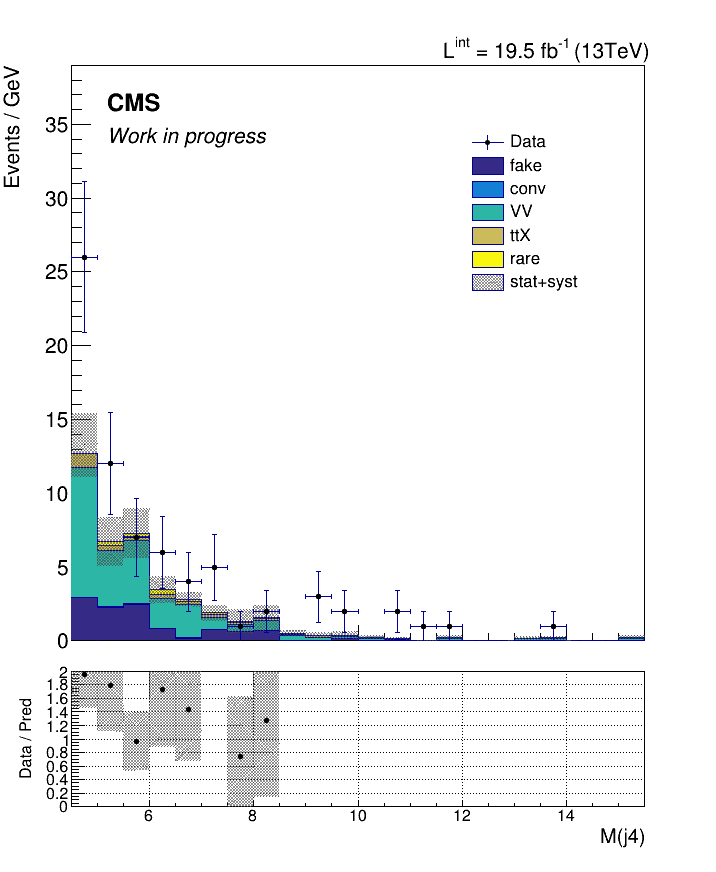 L^int = 19.5 fb^-1 (13TeV)
Events / GeV
CMS
Work in progress
Data
fake
conv
VV
ttX
rare
stat+syst
35
30
25
20
15
10
5
0
Data / Pred
2
1.8
1.6
1.4
1.2
1
0.8
0.6
0.4
0.2
0
6 8 10 12 14
M(j4)